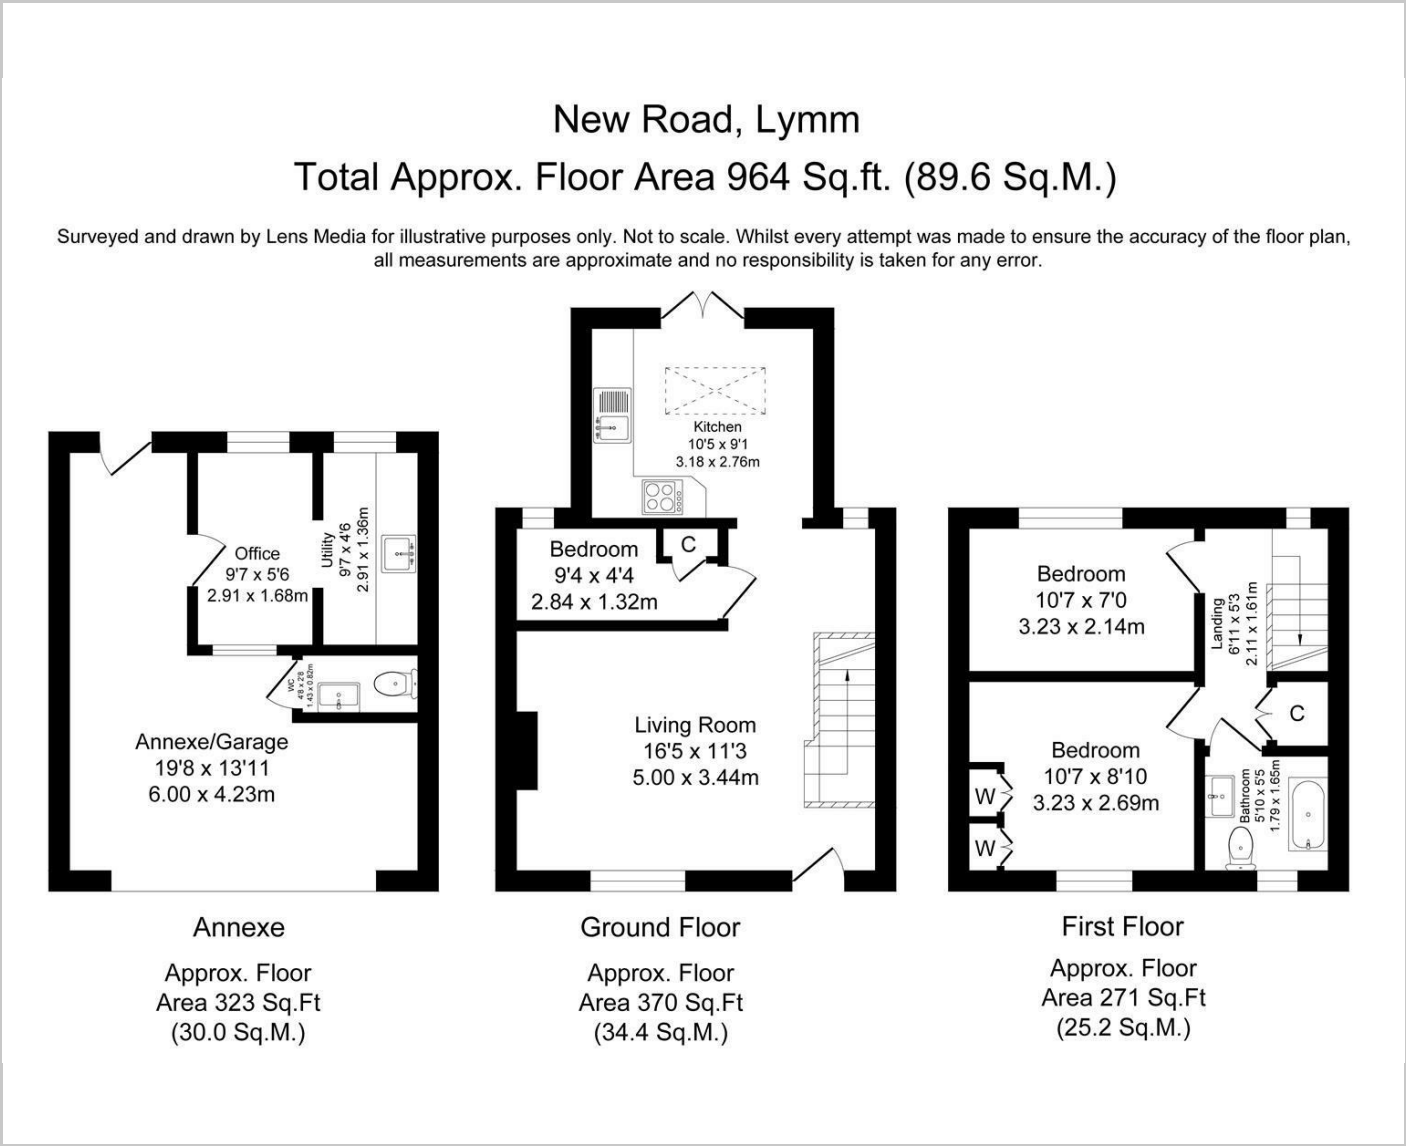 New Road, Lymm
Total Approx. Floor Area 964 Sq.ft. (89.6 Sq.M.)
Surveyed and drawn by Lens Media for illustrative purposes only. Not to scale. Whilst every attempt was made to ensure the accuracy of the floor plan,
all measurements are approximate and no responsibility is taken for any error.
Office
9'7 x 5'6
2.91 x 1.68m
Utility
9'7 x 4'6
2.91 x 1.36m
WC
4'8 x 2'8
1.43 x 0.82m
Annexe/Garage
19'8 x 13'11
6.00 x 4.23m
Annexe
Approx. Floor
Area 323 Sq.Ft
(30.0 Sq.M.)
Kitchen
10'5 x 9'1
3.18 x 2.76m
Bedroom
9'4 x 4'4
2.84 x 1.32m
C
Living Room
16'5 x 11'3
5.00 x 3.44m
Ground Floor
Approx. Floor
Area 370 Sq.Ft
(34.4 Sq.M.)
Bedroom
10'7 x 7'0
3.23 x 2.14m
Landing
6'11 x 5'3
2.11 x 1.61m
C
Bedroom
10'7 x 8'10
3.23 x 2.69m
W
W
Bathroom
5'10 x 5'5
1.79 x 1.65m
First Floor
Approx. Floor
Area 271 Sq.Ft
(25.2 Sq.M.)